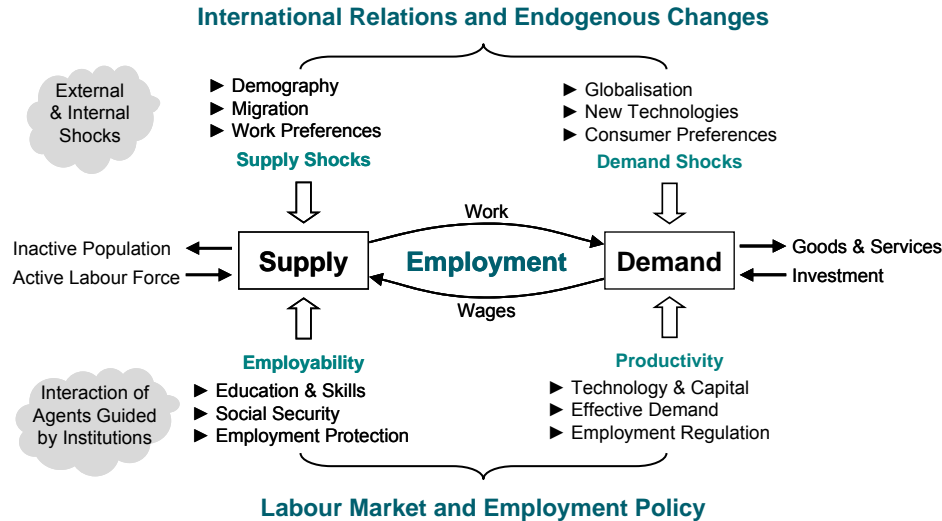 International Relations and Endogenous Changes
External
& Internal
Shocks
► Demography
► Migration
► Work Preferences
Supply Shocks
► Globalisation
► New Technologies
► Consumer Preferences
Demand Shocks
Inactive Population
Active Labour Force
Supply
Work
Employment
Wages
Demand
Goods & Services
Investment
Interaction of
Agents Guided
by Institutions
Employability
► Education & Skills
► Social Security
► Employment Protection
Productivity
► Technology & Capital
► Effective Demand
► Employment Regulation
Labour Market and Employment Policy